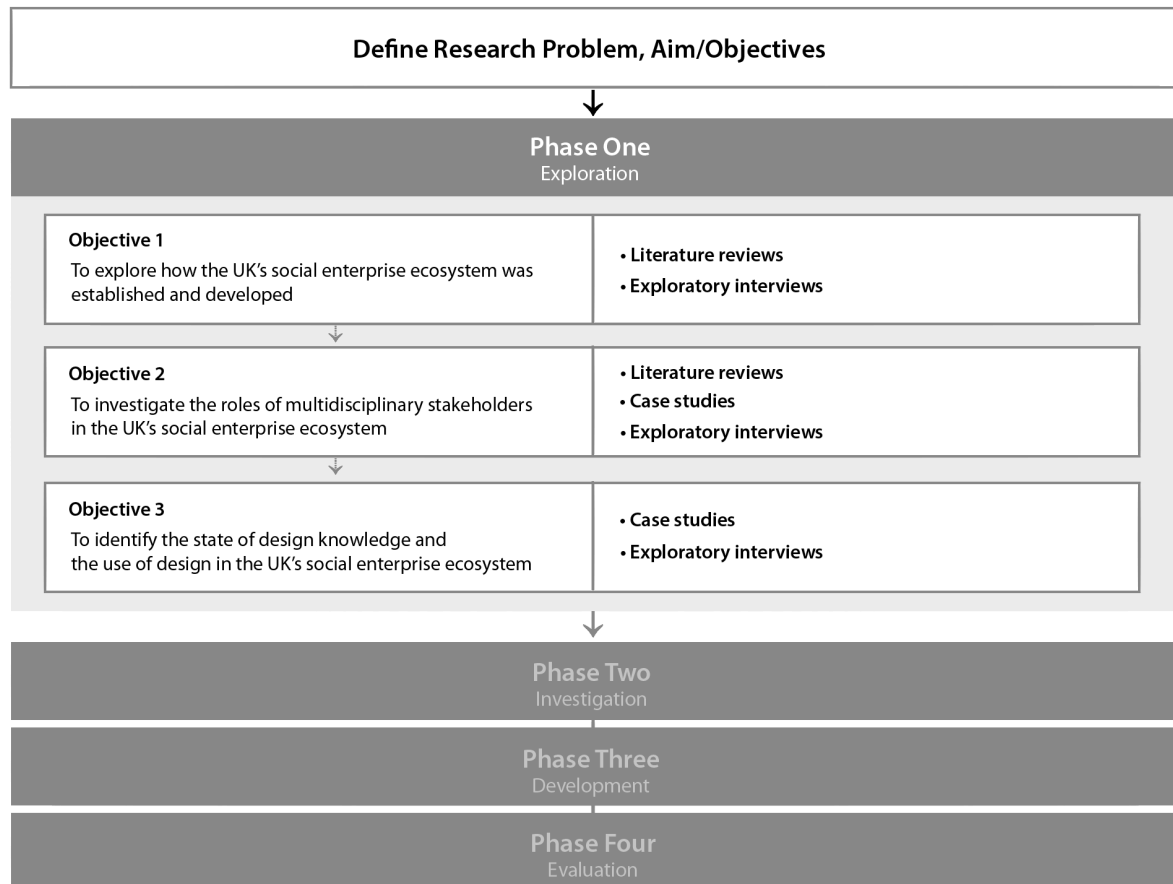 Define Research Problem, Aim/Objectives
Phase One
Exploration
Objective 1
To explore how the UK’s social enterprise ecosystem was
established and developed
• Literature reviews
• Exploratory interviews
Objective 2
To investigate the roles of multidisciplinary stakeholders
in the UK’s social enterprise ecosystem
• Literature reviews
• Case studies
• Exploratory interviews
Objective 3
To identify the state of design knowledge and
the use of design in the UK’s social enterprise ecosystem
• Case studies
• Exploratory interviews
Phase Two
Investigation
Phase Three
Development
Phase Four
Evaluation